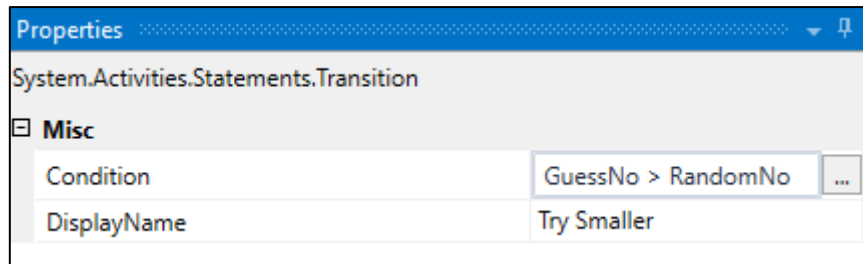 Properties
System.Activities.Statements.Transition
Misc
Condition GuessNo > RandomNo ...
DisplayName Try Smaller